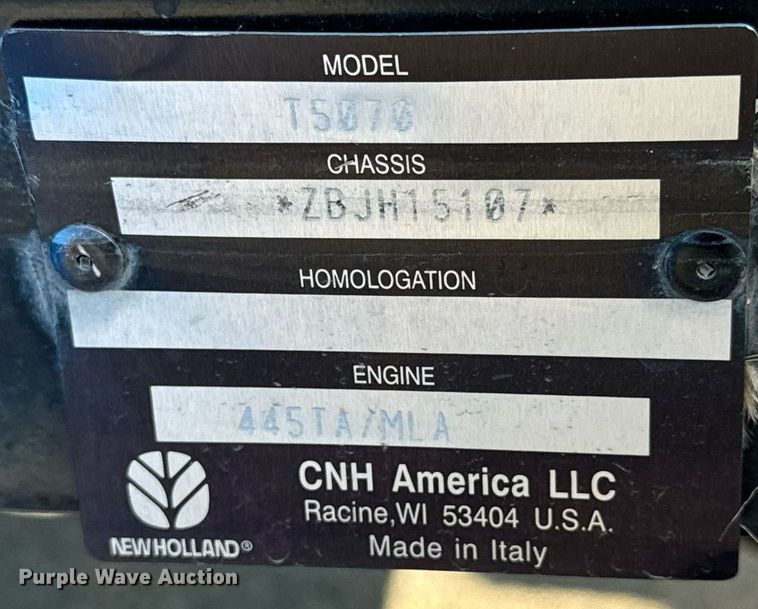 MODEL
T5070
CHASSIS
*ZBJH15107*
HOMOLOGATION
ENGINE
445TA/MLA
CNH America LLC
Racine,WI 53404 U.S.A.
NEW HOLLAND®
Made in Italy
Purple Wave Auction